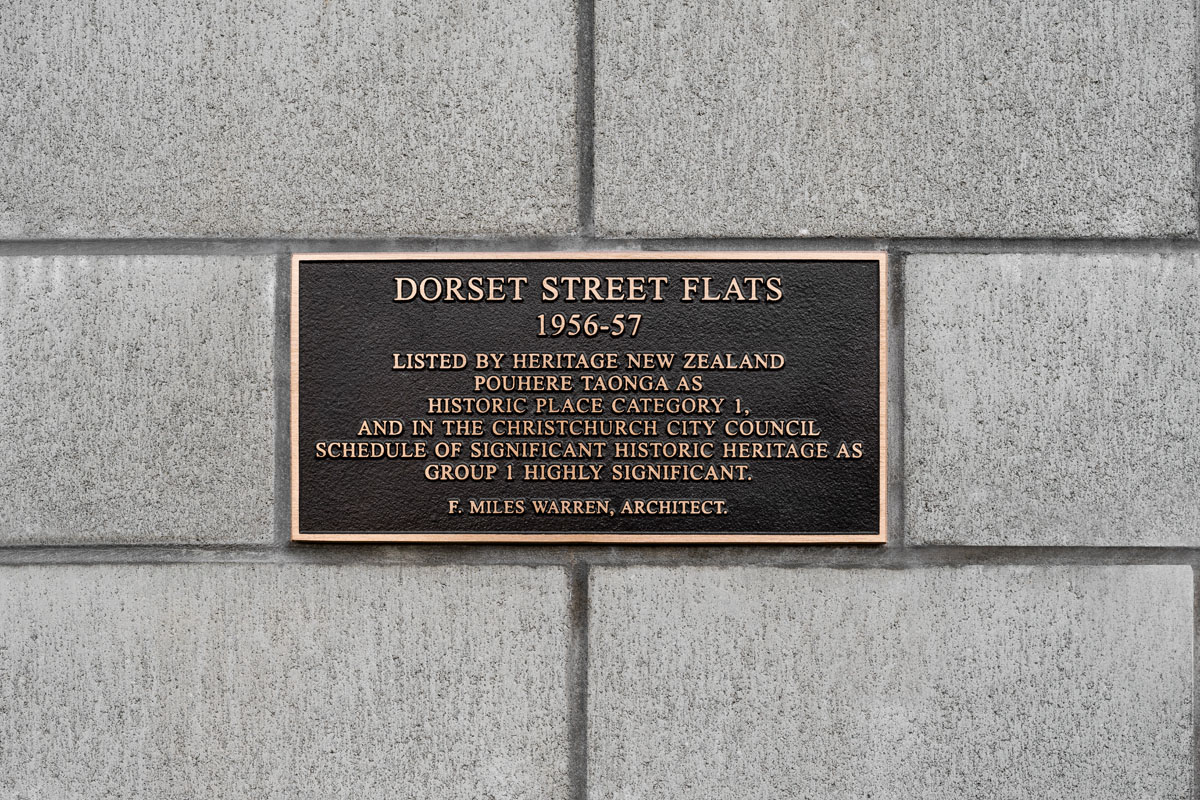 DORSET STREET FLATS
1956-57
LISTED BY HERITAGE NEW ZEALAND
POUHERE TAONGA AS
HISTORIC PLACE CATEGORY 1,
AND IN THE CHRISTCHURCH CITY COUNCIL
SCHEDULE OF SIGNIFICANT HISTORIC HERITAGE AS
GROUP 1 HIGHLY SIGNIFICANT.
F. MILES WARREN, ARCHITECT.